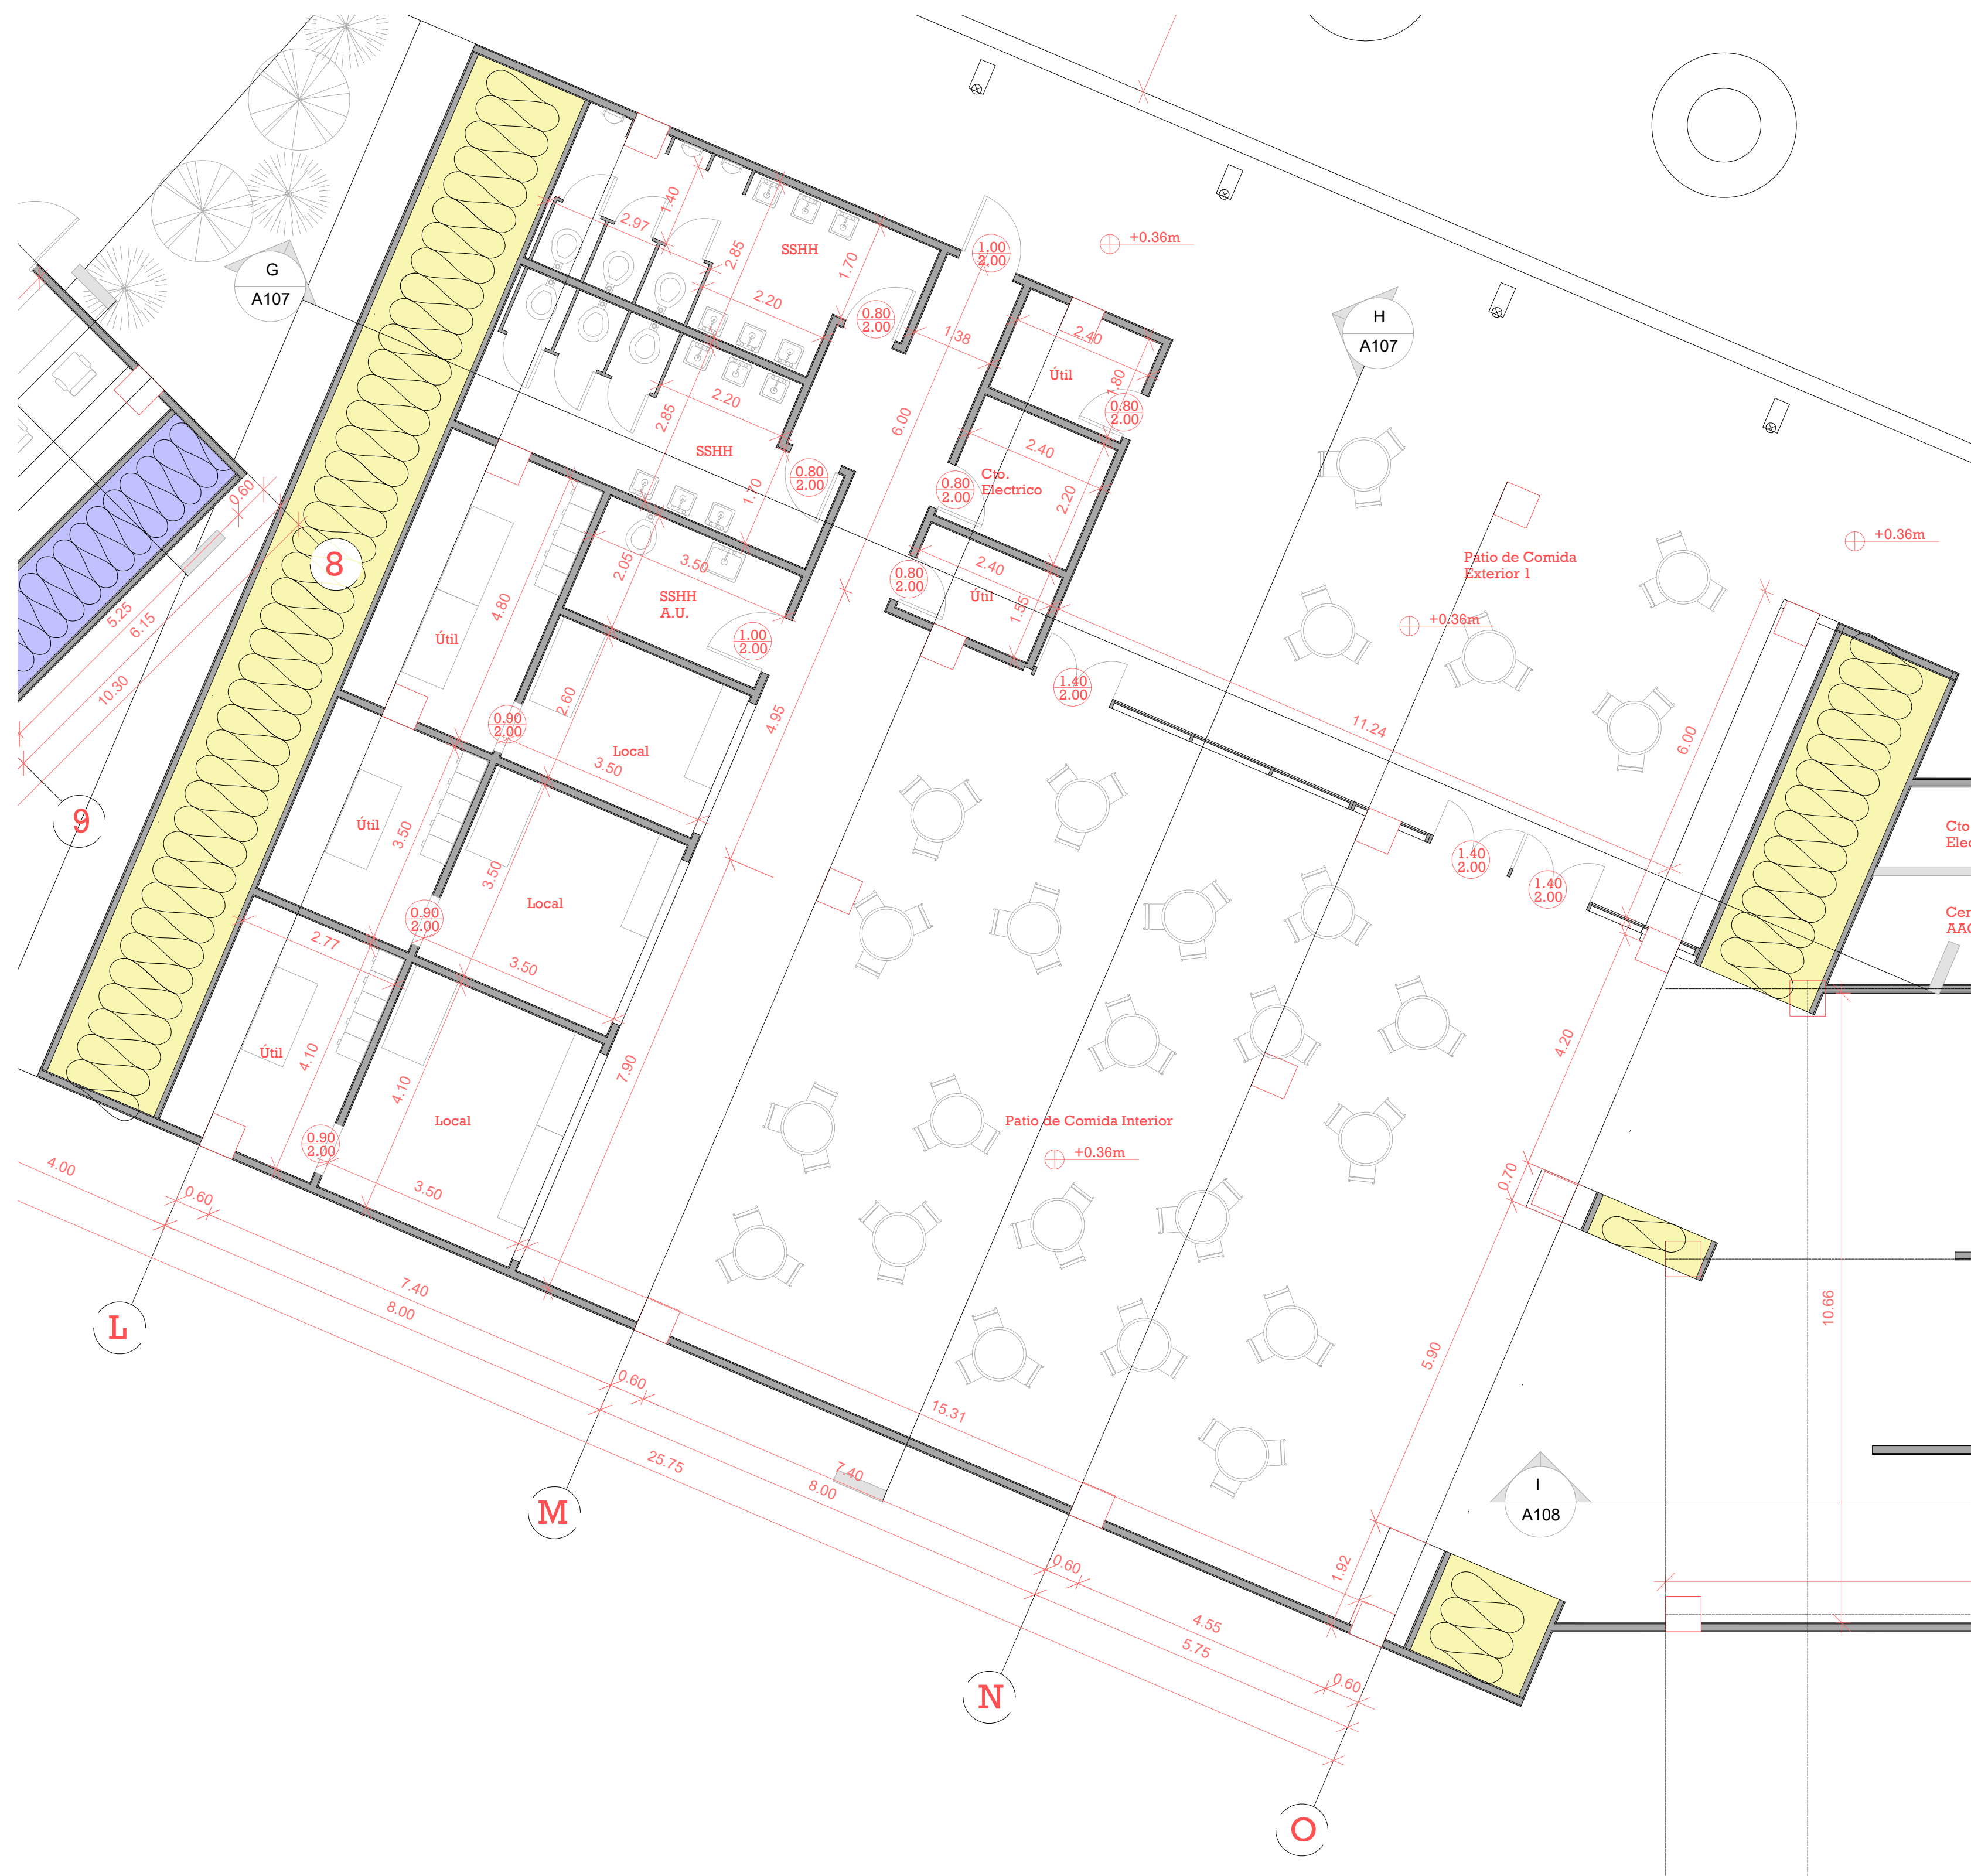 G
A107
H
A107
+0.36m
1.00
2.00
1.40
2.97
2.85
SSHH
1.70
2.20
0.80
2.00
1.38
2.40
Útil
1.80
0.80
2.00
2.20
2.85
SSHH
6.00
0.80
2.00
1.70
2.40
Cto.
Electrico
0.80
2.00
2.20
0.60
8
5.25
6.15
10.30
9
4.80
Útil
2.05
3.50
SSHH
A.U.
0.80
2.00
2.40
Útil
1.55
1.00
2.00
1.40
2.00
Patio de Comida
Exterior 1
+0.36m
+0.36m
11.24
6.00
0.90
2.00
2.60
Local
3.50
4.95
Útil
3.50
3.50
Local
0.90
2.00
3.50
2.77
1.40
2.00
1.40
2.00
Cto
Elec
Cer
AAC
4.20
Útil
4.10
4.10
Local
7.90
0.90
2.00
3.50
Patio de Comida Interior
+0.36m
0.70
10.66
5.90
4.00
0.60
7.40
8.00
L
0.60
15.31
25.75
7.40
8.00
M
I
A108
1.92
0.60
4.55
5.75
0.60
N
O